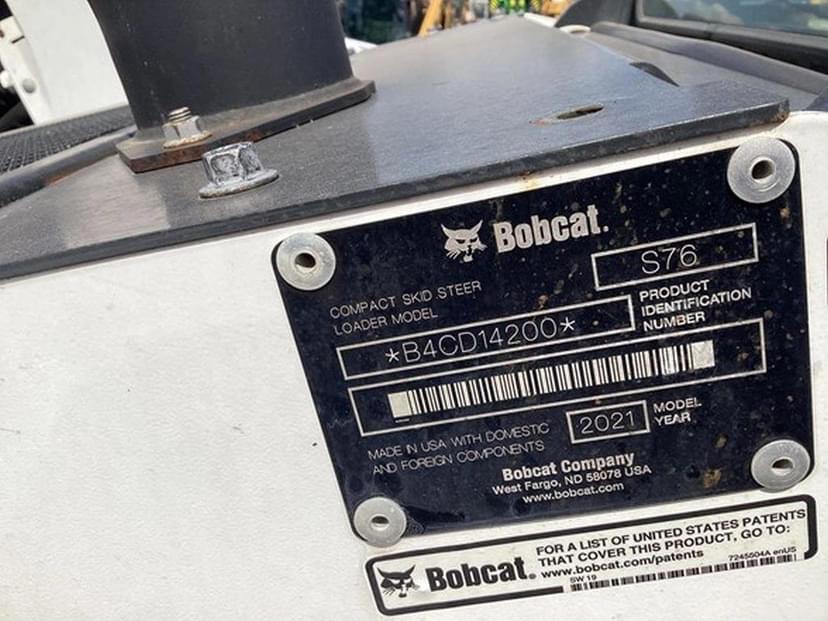 Bobcat.
S76
COMPACT SKID STEER
LOADER MODEL
PRODUCT
IDENTIFICATION
NUMBER
*B4CD14200*
2021
MODEL
YEAR
MADE IN USA WITH DOMESTIC
AND FOREIGN COMPONENTS
Bobcat Company
West Fargo, ND 58078 USA
www.bobcat.com
Bobcat.
FOR A LIST OF UNITED STATES PATENTS
THAT COVER THIS PRODUCT, GO TO:
www.bobcat.com/patents
7245504A enUS
SW 19